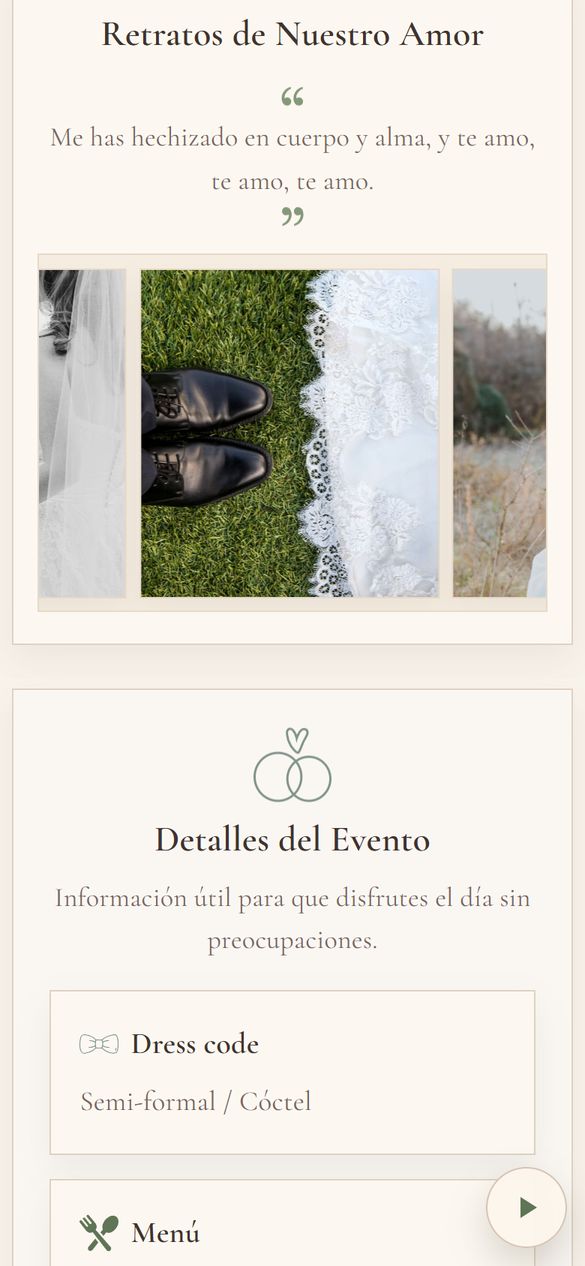 Retratos de Nuestro Amor
“
Me has hechizado en cuerpo y alma, y te amo,
te amo, te amo.
”
Detalles del Evento
Información útil para que disfrutes el día sin
preocupaciones.
Dress code
Semi-formal / Cóctel
Menú